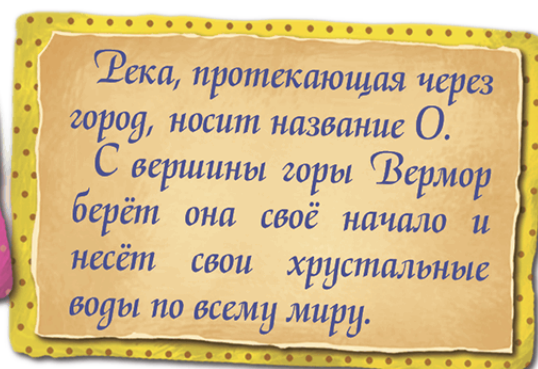 Река, протекающая через
город, носит название О.
С вершины горы Вермор
берёт она своё начало и
несёт свои хрустальные
воды по всему миру.